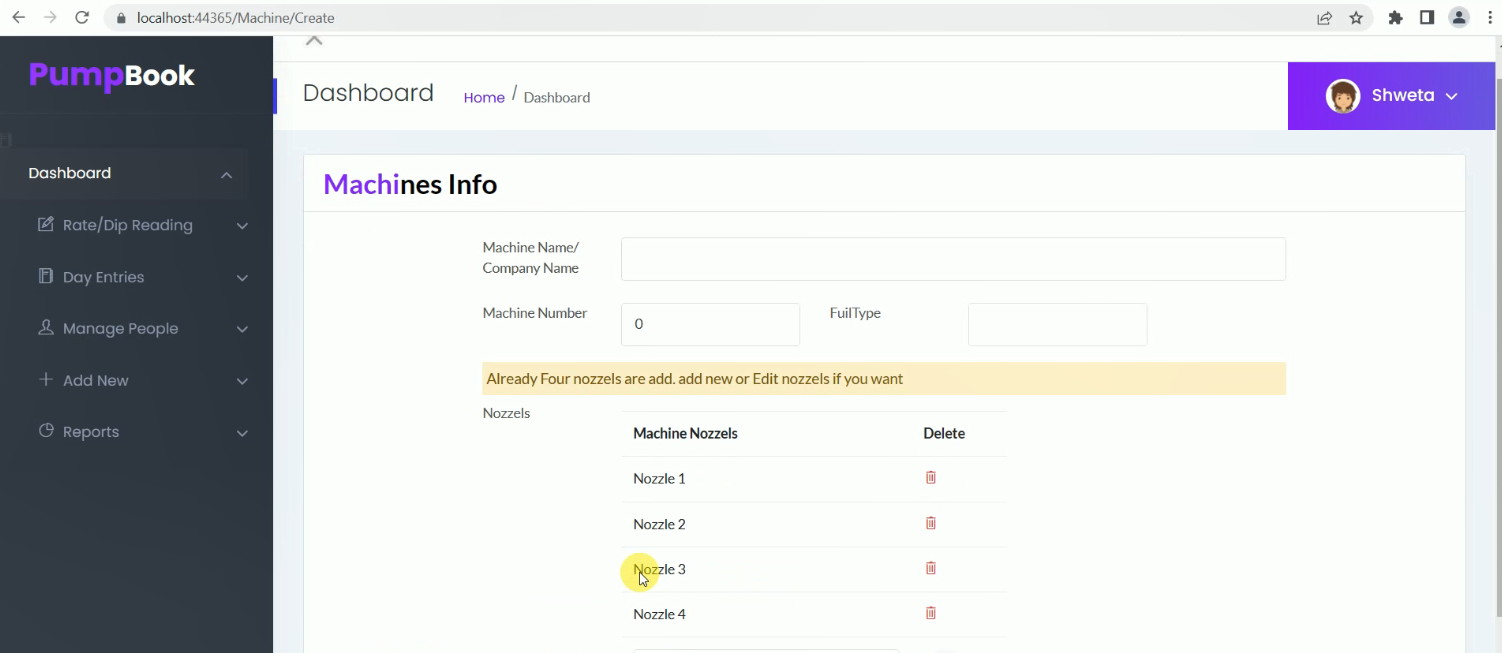 localhost:44365/Machine/Create
PumpBook
Dashboard
Home / Dashboard
Shweta
Dashboard
Rate/Dip Reading
Day Entries
Manage People
Add New
Reports
Machines Info
Machine Name/
Company Name
Machine Number
0
FuilType
Already Four nozzels are add. add new or Edit nozzels if you want
Nozzels
Machine Nozzels
Delete
Nozzle 1
Nozzle 2
Nozzle 3
Nozzle 4